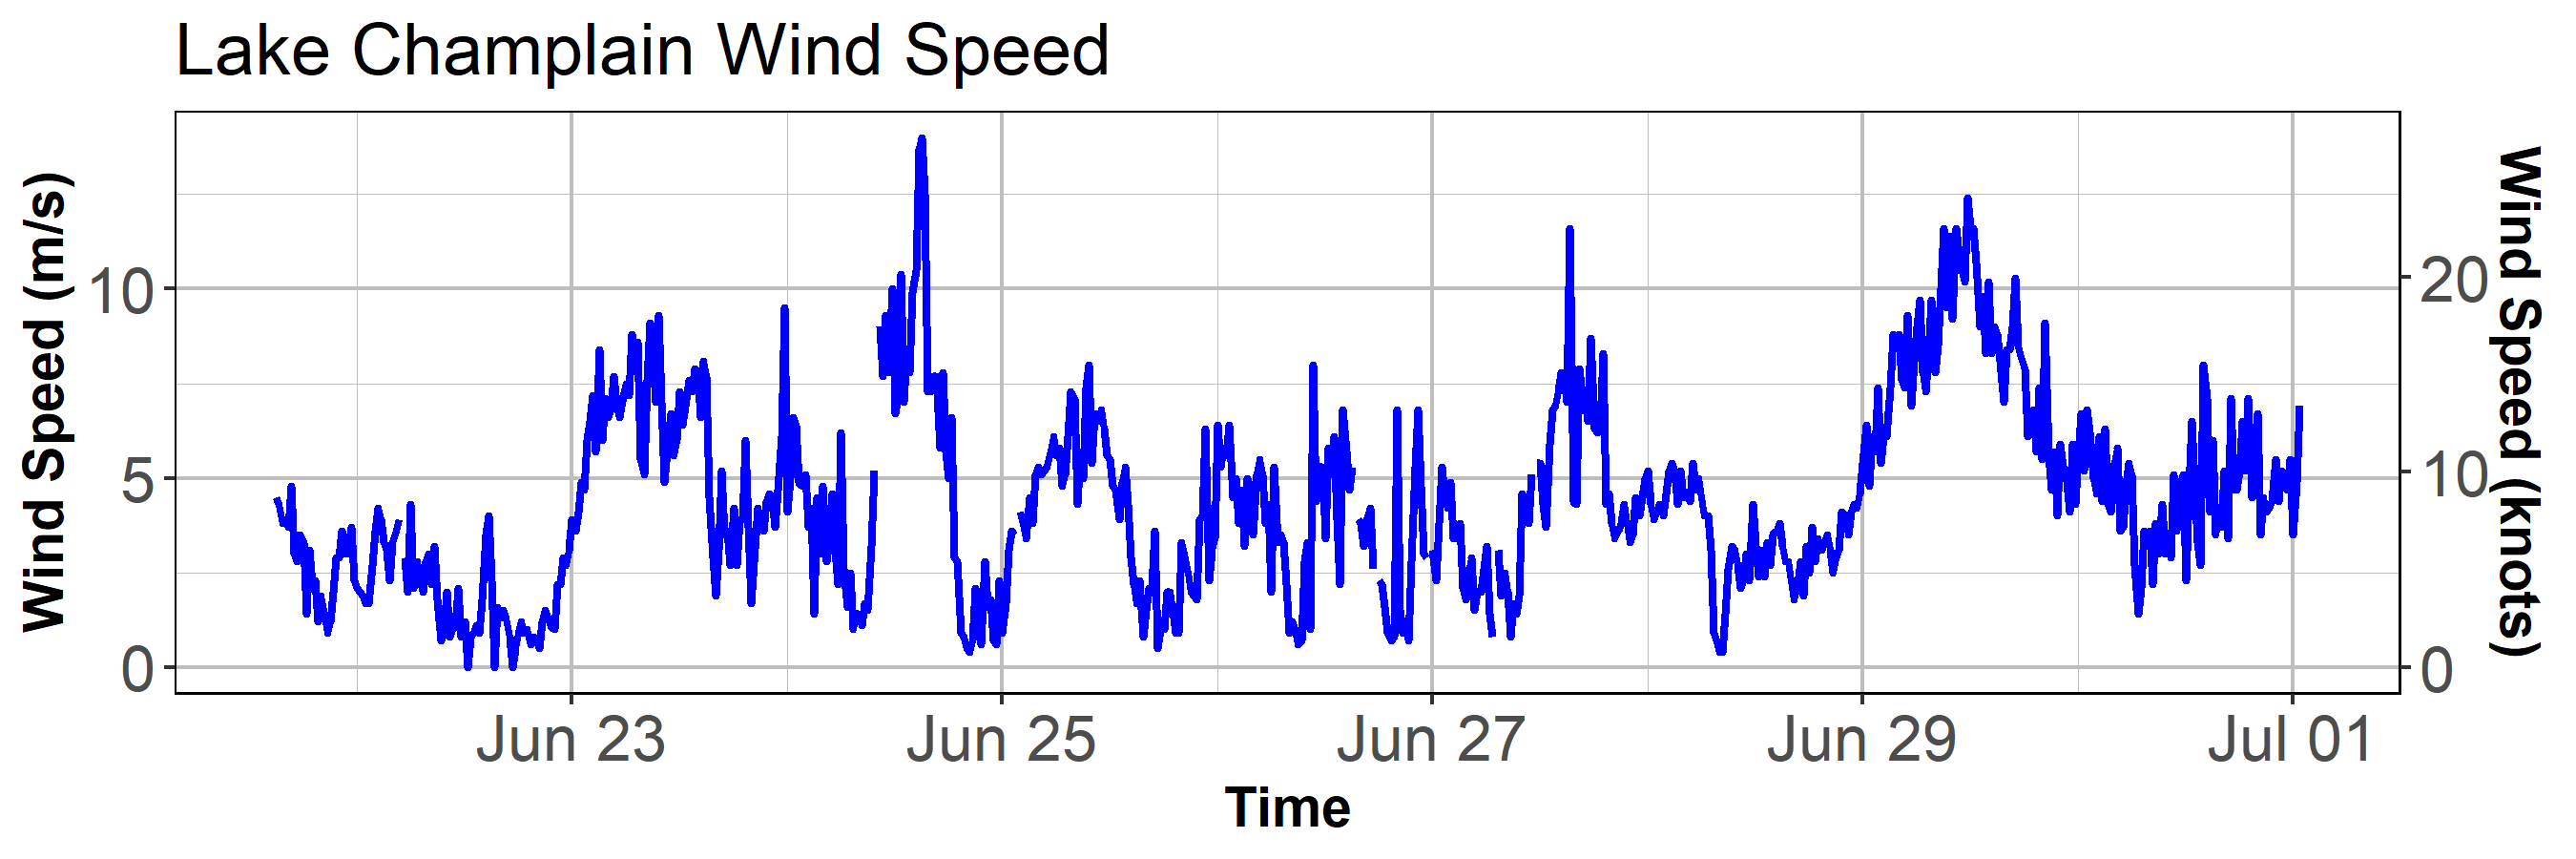 Lake Champlain Wind Speed
Wind Speed (m/s)
10
5
0
20
10
0
Wind Speed (knots)
Jun 23
Jun 25
Jun 27
Jun 29
Jul 01
Time